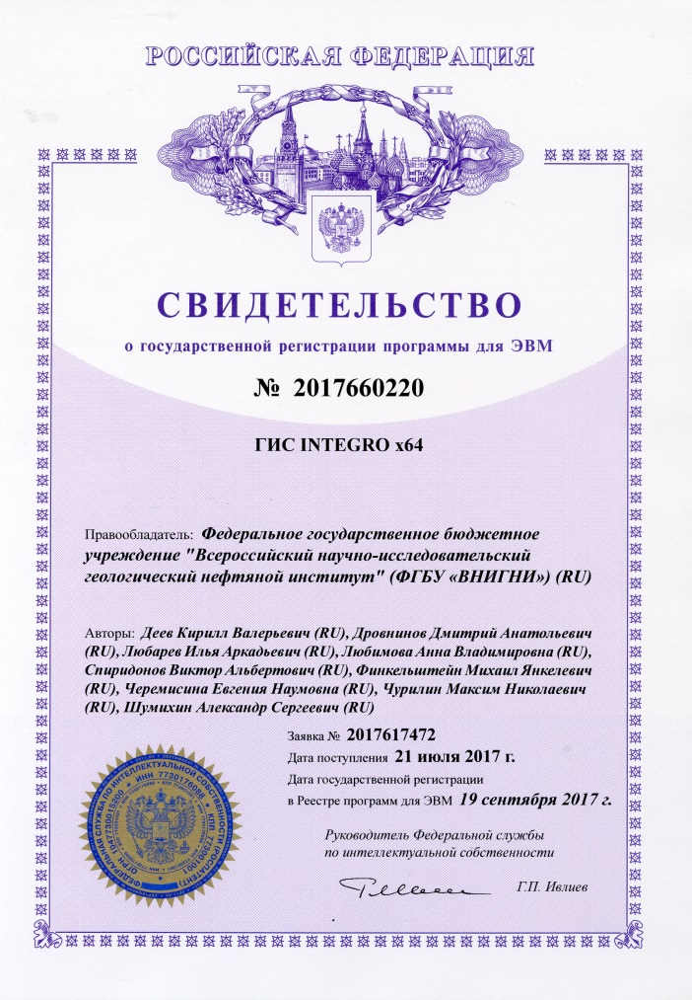 РОССИЙСКАЯ ФЕДЕРАЦИЯ
СВИДЕТЕЛЬСТВО
о государственной регистрации программы для ЭВМ
№ 2017660220
ГИС INTEGRO x64
Правообладатель: Федеральное государственное бюджетное
учреждение "Всероссийский научно-исследовательский
геологический нефтяной институт" (ФГБУ «ВНИГНИ») (RU)
Авторы: Деев Кирилл Валерьевич (RU), Дровнинов Дмитрий Анатольевич
(RU), Любарев Илья Аркадьевич (RU), Любимова Анна Владимировна (RU),
Спиридонов Виктор Альбертович (RU), Финкельштейн Михаил Янкелевич
(RU), Черемисина Евгения Наумовна (RU), Чурилин Максим Николаевич
(RU), Шумихин Александр Сергеевич (RU)
Заявка № 2017617472
Дата поступления 21 июля 2017 г.
Дата государственной регистрации
в Реестре программ для ЭВМ 19 сентября 2017 г.
Руководитель Федеральной службы
по интеллектуальной собственности
Г.П. Ивлиев
ФЕДЕРАЛЬНАЯ СЛУЖБА ПО ИНТЕЛЛЕКТУАЛЬНОЙ СОБСТВЕННОСТИ (РОСПАТЕНТ)
ОГРН 1047730015200 * ИНН 7730176088 * КПП 773001001